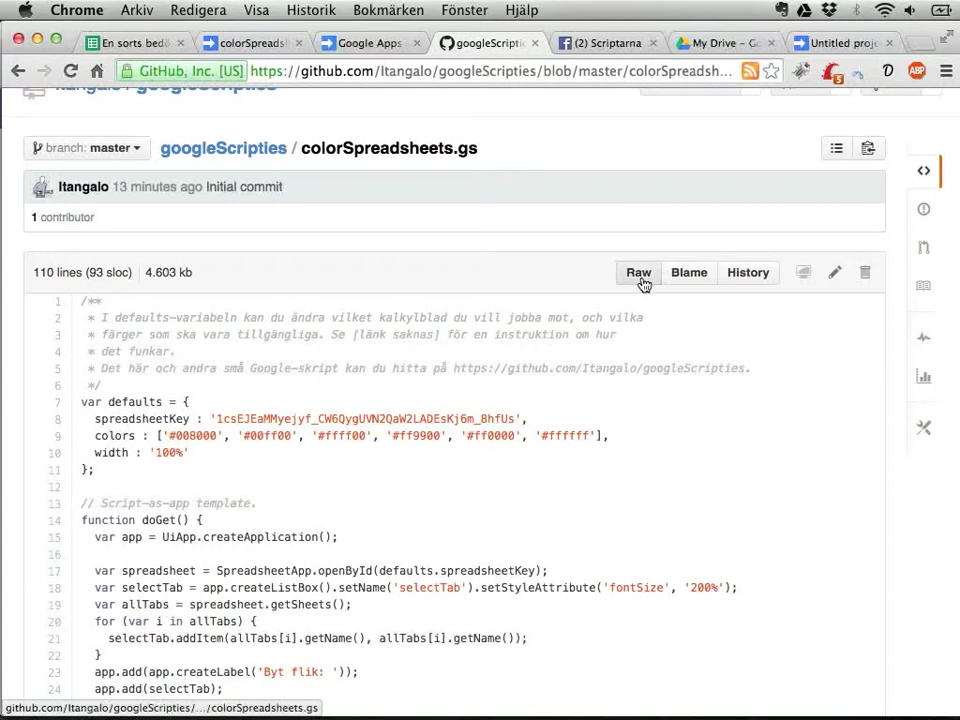 Chrome Arkiv Redigera Visa Historik Bokmärken Fönster Hjälp
En sorts bedö colorSpreads Google Apps googleScripti (2) Scriptarna My Drive - Go Untitled proje
GitHub, Inc. [US] https://github.com/Itangalo/googleScripties/blob/master/colorSpreadsh...
Itangalo / googleScripties
branch: master googleScripties / colorSpreadsheets.gs
Itangalo 13 minutes ago Initial commit
1 contributor
110 lines (93 sloc) 4.603 kb Raw Blame History
1 /**
2 * I defaults-variabeln kan du ändra vilket kalkylblad du vill jobba mot, och vilka
3 * färger som ska vara tillgängliga. Se [länk saknas] för en instruktion om hur
4 * det funkar.
5 * Det här och andra små Google-skript kan du hitta på https://github.com/Itangalo/googleScripties.
6 */
7 var defaults = {
8 spreadsheetKey : '1csEJEaMMyejyf_CW6QygUVN2QaW2LADEsKj6m_8hfUs',
9 colors : ['#008000', '#00ff00', '#ffff00', '#ff9900', '#ff0000', '#ffffff'],
10 width : '100%'
11 };
12
13 // Script-as-app template.
14 function doGet() {
15 var app = UiApp.createApplication();
16
17 var spreadsheet = SpreadsheetApp.openById(defaults.spreadsheetKey);
18 var selectTab = app.createListBox().setName('selectTab').setStyleAttribute('fontSize', '200%');
19 var allTabs = spreadsheet.getSheets();
20 for (var i in allTabs) {
21 selectTab.addItem(allTabs[i].getName(), allTabs[i].getName());
22 }
23 app.add(app.createLabel('Byt flik: '));
24 app.add(selectTab);
github.com/Itangalo/googleScripties/.../colorSpreadsheets.gs